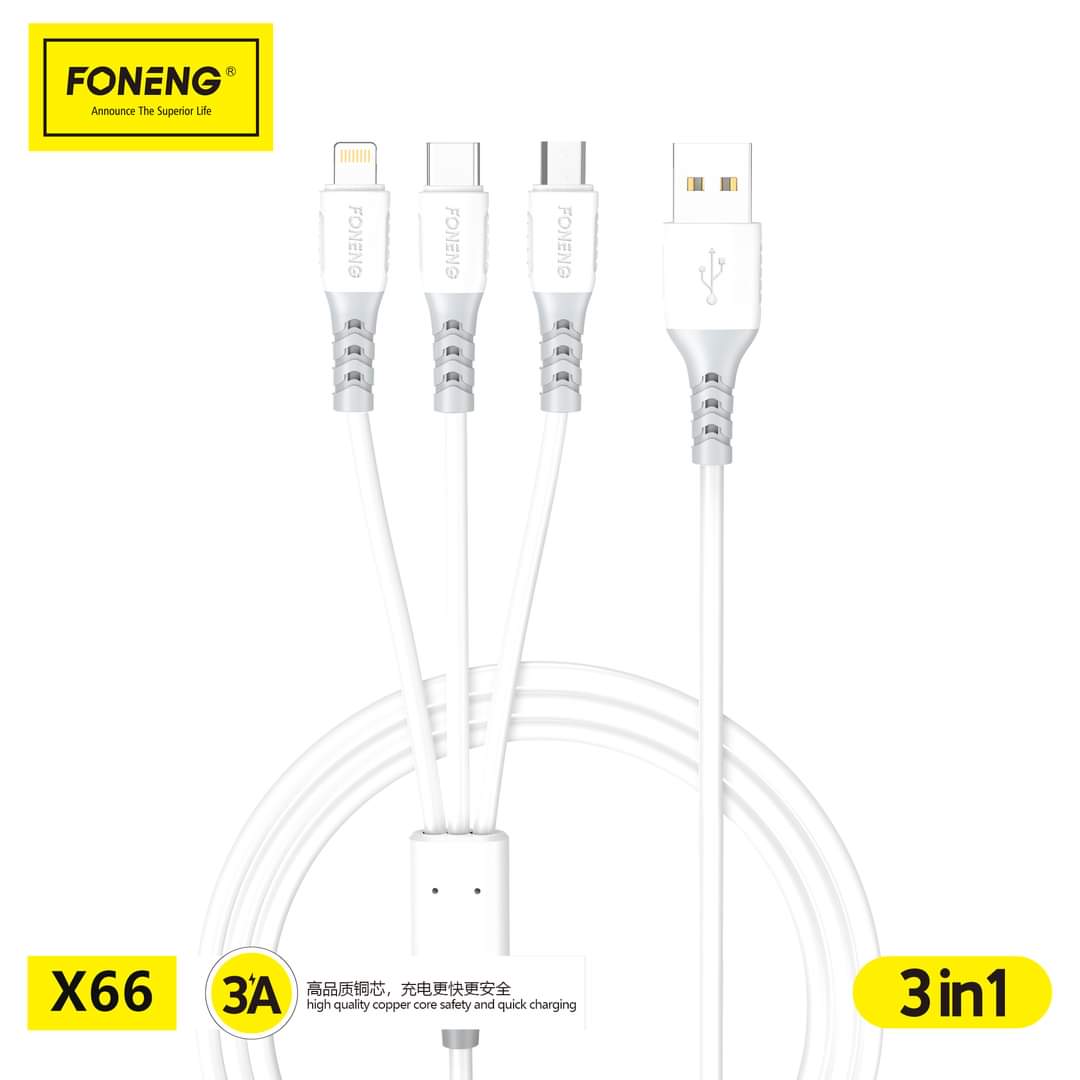 FONENG®
Announce The Superior Life
FONENG
FONENG
FONENG
X66
3A
高品质铜芯，充电更快更安全
high quality copper core safety and quick charging
3in1